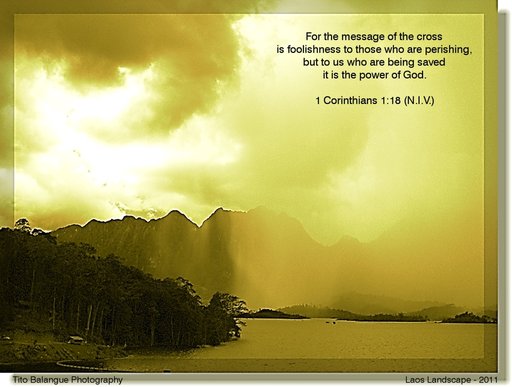 For the message of the cross
is foolishness to those who are perishing,
but to us who are being saved
it is the power of God.
1 Corinthians 1:18 (N.I.V.)
Tito Balangue Photography
Laos Landscape - 2011